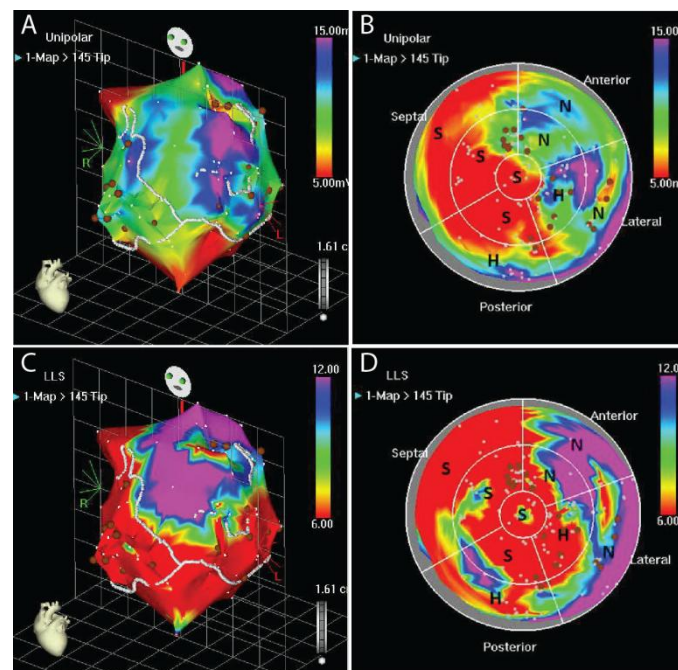 A
Unipolar
1-Map > 145 Tip
15.00m
5.00mV
R
L
1.61 c
B
Unipolar
1-Map > 145 Tip
15.00m
5.00m
Anterior
Septal
Lateral
Posterior
N
S
N
S
S
H
N
S
H
C
LLS
1-Map > 145 Tip
12.00
6.00
R
L
1.61 c
D
LLS
1-Map > 145 Tip
12.00
6.00
Anterior
Septal
Lateral
Posterior
N
S
N
S
S
H
N
S
H